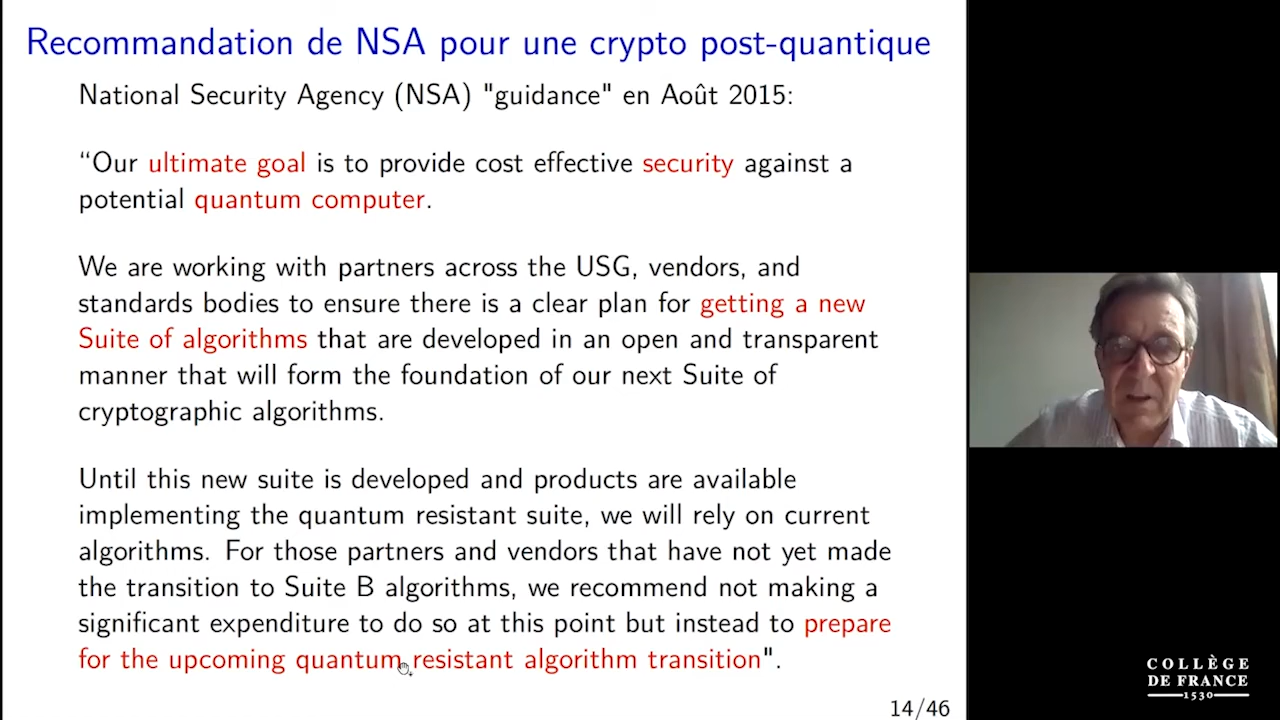 Recommandation de NSA pour une crypto post-quantique
National Security Agency (NSA) "guidance" en Août 2015:
“Our ultimate goal is to provide cost effective security against a
potential quantum computer.
We are working with partners across the USG, vendors, and
standards bodies to ensure there is a clear plan for getting a new
Suite of algorithms that are developed in an open and transparent
manner that will form the foundation of our next Suite of
cryptographic algorithms.
Until this new suite is developed and products are available
implementing the quantum resistant suite, we will rely on current
algorithms. For those partners and vendors that have not yet made
the transition to Suite B algorithms, we recommend not making a
significant expenditure to do so at this point but instead to prepare
for the upcoming quantum resistant algorithm transition".
14/46
COLLÈGE
DE FRANCE
1530